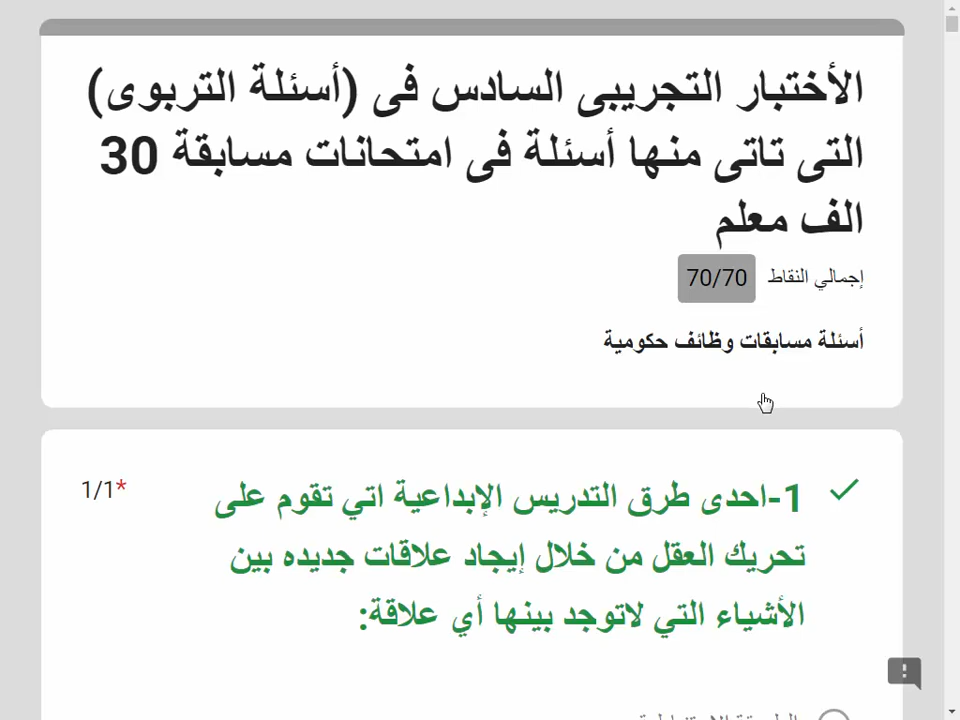 الأختبار التجريبى السادس فى (أسئلة التربوى)
التى تاتى منها أسئلة فى امتحانات مسابقة 30
الف معلم
إجمالي النقاط 70/70
أسئلة مسابقات وظائف حكومية
1-احدى طرق التدريس الإبداعية اتي تقوم على
1/1*
تحريك العقل من خلال إيجاد علاقات جديده بين
الأشياء التي لاتوجد بينها أي علاقة: